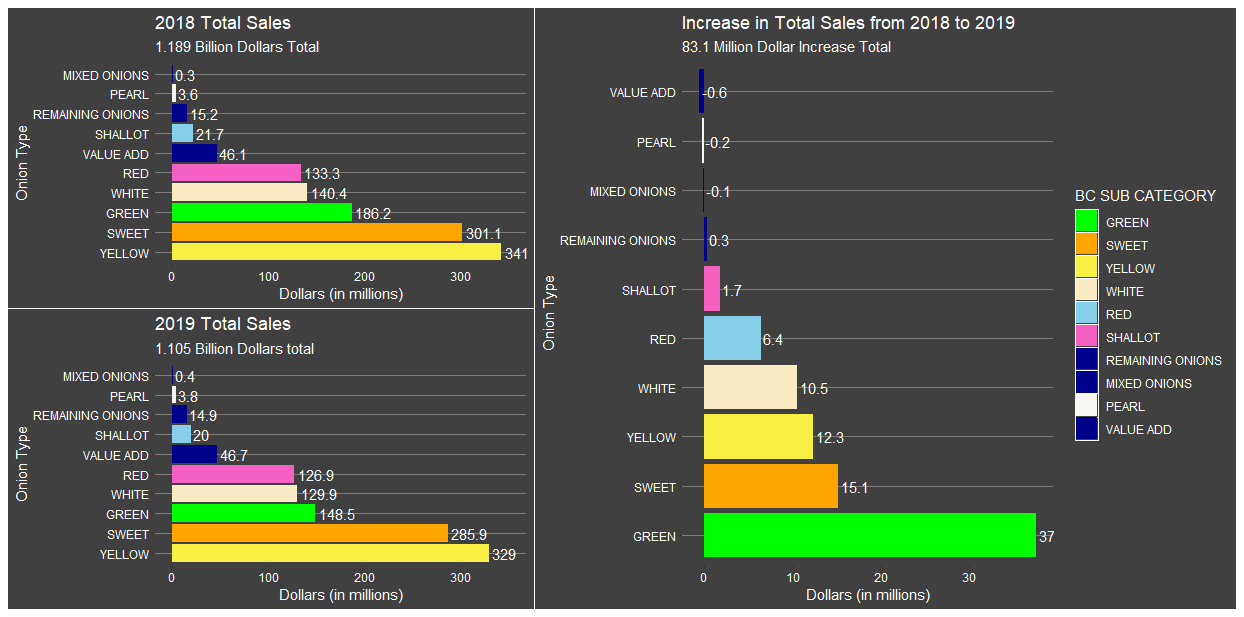 2018 Total Sales
1.189 Billion Dollars Total
Onion Type
MIXED ONIONS 0.3
PEARL 3.6
REMAINING ONIONS 15.2
SHALLOT 21.7
VALUE ADD 46.1
RED 133.3
WHITE 140.4
GREEN 186.2
SWEET 301.1
YELLOW 341
0 100 200 300
Dollars (in millions)
2019 Total Sales
1.105 Billion Dollars total
Onion Type
MIXED ONIONS 0.4
PEARL 3.8
REMAINING ONIONS 14.9
SHALLOT 20
VALUE ADD 46.7
RED 126.9
WHITE 129.9
GREEN 148.5
SWEET 285.9
YELLOW 329
0 100 200 300
Dollars (in millions)
Increase in Total Sales from 2018 to 2019
83.1 Million Dollar Increase Total
Onion Type
VALUE ADD -0.6
PEARL -0.2
MIXED ONIONS -0.1
REMAINING ONIONS 0.3
SHALLOT 1.7
RED 6.4
WHITE 10.5
YELLOW 12.3
SWEET 15.1
GREEN 37
0 10 20 30
Dollars (in millions)
BC SUB CATEGORY
GREEN
SWEET
YELLOW
WHITE
RED
SHALLOT
REMAINING ONIONS
MIXED ONIONS
PEARL
VALUE ADD